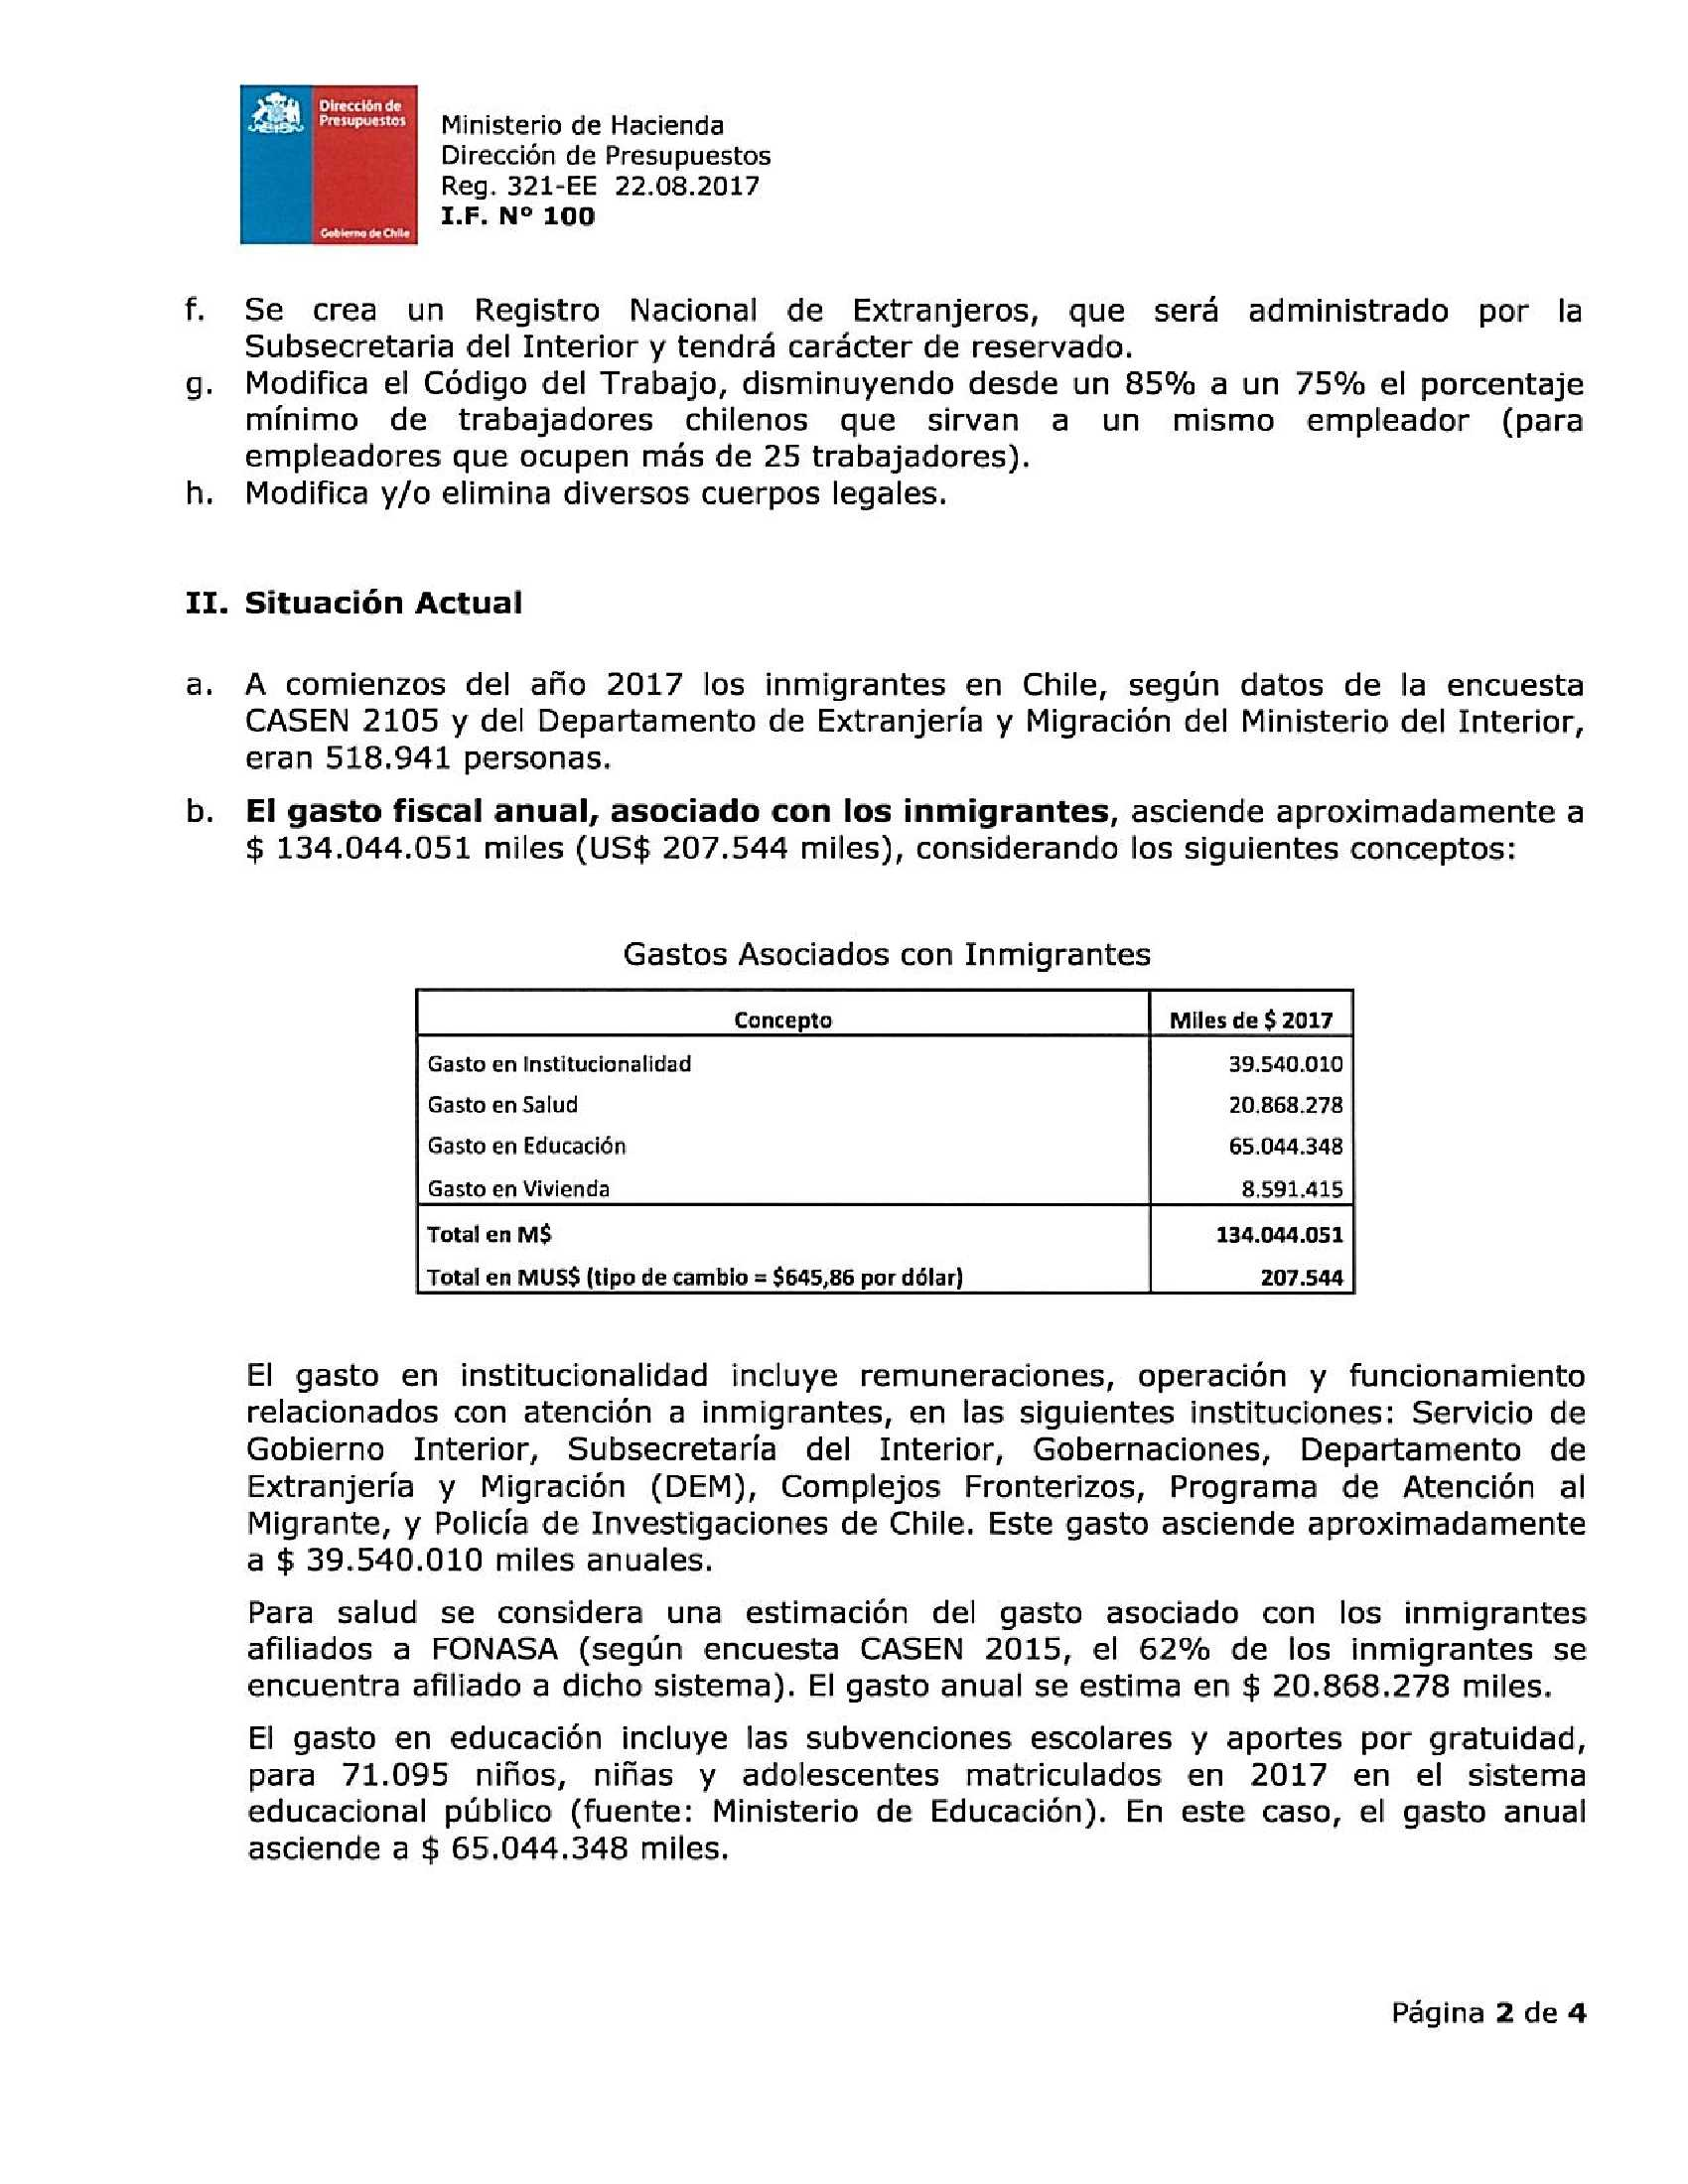 Dirección de
Presupuestos
Gobierno de Chile
Ministerio de Hacienda
Dirección de Presupuestos
Reg. 321-EE 22.08.2017
I.F. Nº 100
f. Se crea un Registro Nacional de Extranjeros, que será administrado por la
Subsecretaria del Interior y tendrá carácter de reservado.
g. Modifica el Código del Trabajo, disminuyendo desde un 85% a un 75% el porcentaje
mínimo de trabajadores chilenos que sirvan a un mismo empleador (para
empleadores que ocupen más de 25 trabajadores).
h. Modifica y/o elimina diversos cuerpos legales.
II. Situación Actual
a. A comienzos del año 2017 los inmigrantes en Chile, según datos de la encuesta
CASEN 2105 y del Departamento de Extranjería y Migración del Ministerio del Interior,
eran 518.941 personas.
b. El gasto fiscal anual, asociado con los inmigrantes, asciende aproximadamente a
$ 134.044.051 miles (US$ 207.544 miles), considerando los siguientes conceptos:
Gastos Asociados con Inmigrantes
Concepto Miles de $ 2017
Gasto en Institucionalidad 39.540.010
Gasto en Salud 20.868.278
Gasto en Educación 65.044.348
Gasto en Vivienda 8.591.415
Total en M$ 134.044.051
Total en MUS$ (tipo de cambio = $645,86 por dólar) 207.544
El gasto en institucionalidad incluye remuneraciones, operación y funcionamiento
relacionados con atención a inmigrantes, en las siguientes instituciones: Servicio de
Gobierno Interior, Subsecretaría del Interior, Gobernaciones, Departamento de
Extranjería y Migración (DEM), Complejos Fronterizos, Programa de Atención al
Migrante, y Policía de Investigaciones de Chile. Este gasto asciende aproximadamente
a $ 39.540.010 miles anuales.
Para salud se considera una estimación del gasto asociado con los inmigrantes
afiliados a FONASA (según encuesta CASEN 2015, el 62% de los inmigrantes se
encuentra afiliado a dicho sistema). El gasto anual se estima en $ 20.868.278 miles.
El gasto en educación incluye las subvenciones escolares y aportes por gratuidad,
para 71.095 niños, niñas y adolescentes matriculados en 2017 en el sistema
educacional público (fuente: Ministerio de Educación). En este caso, el gasto anual
asciende a $ 65.044.348 miles.
Página 2 de 4